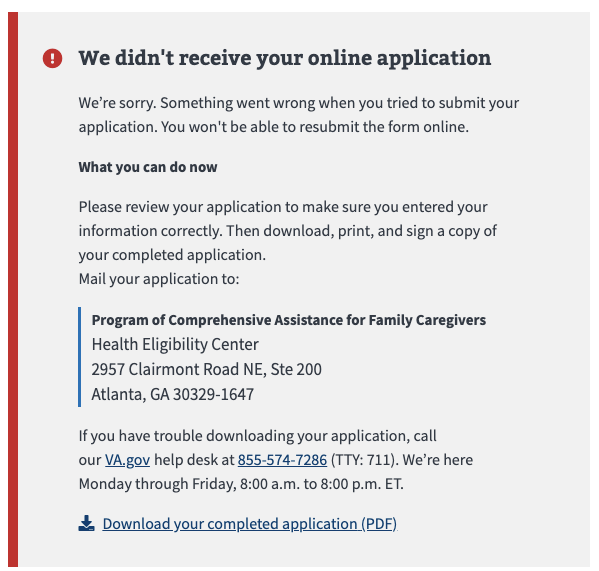 We didn't receive your online application
We’re sorry. Something went wrong when you tried to submit your
application. You won't be able to resubmit the form online.
What you can do now
Please review your application to make sure you entered your
information correctly. Then download, print, and sign a copy of
your completed application.
Mail your application to:
Program of Comprehensive Assistance for Family Caregivers
Health Eligibility Center
2957 Clairmont Road NE, Ste 200
Atlanta, GA 30329-1647
If you have trouble downloading your application, call
our VA.gov help desk at 855-574-7286 (TTY: 711). We’re here
Monday through Friday, 8:00 a.m. to 8:00 p.m. ET.
Download your completed application (PDF)